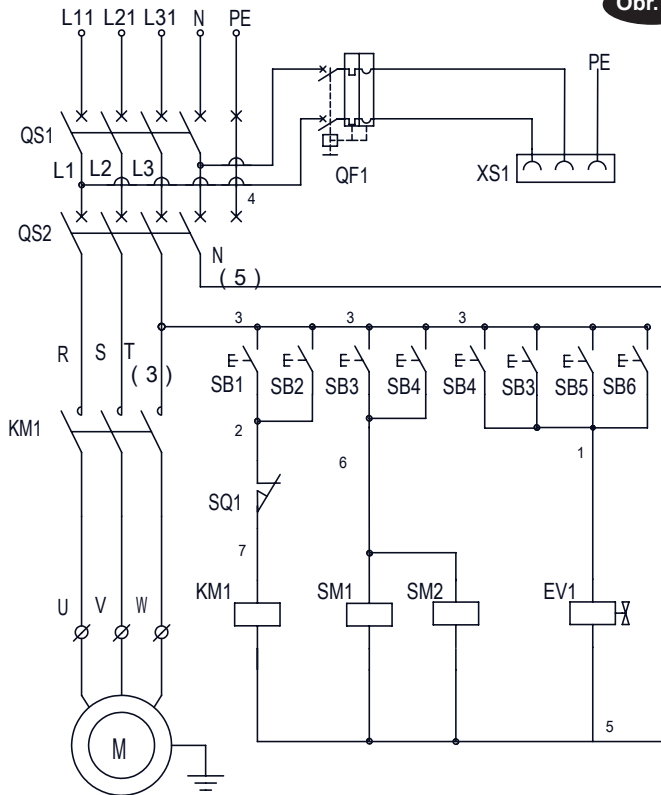 Obr.
L11 L21 L31 N PE
PE
QS1
L1 L2 L3
QF1
XS1
4
QS2
N
( 5 )
3 3 3
R S T
( 3 )
SB1 SB2 SB3 SB4 SB4 SB3 SB5 SB6
KM1
2
6
1
SQ1
7
KM1 SM1 SM2 EV1
U V W
5
M